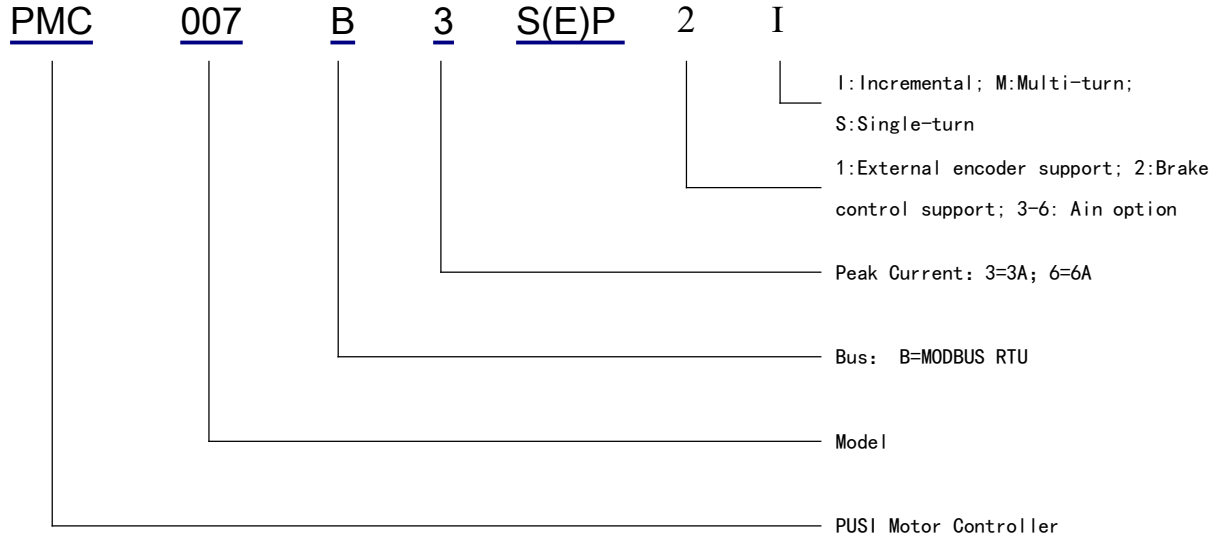 PMC 007 B 3 S(E)P 2 I
I:Incremental; M:Multi-turn;
S:Single-turn
1:External encoder support; 2:Brake
control support; 3-6: Ain option
Peak Current: 3=3A; 6=6A
Bus: B=MODBUS RTU
Model
PUSI Motor Controller